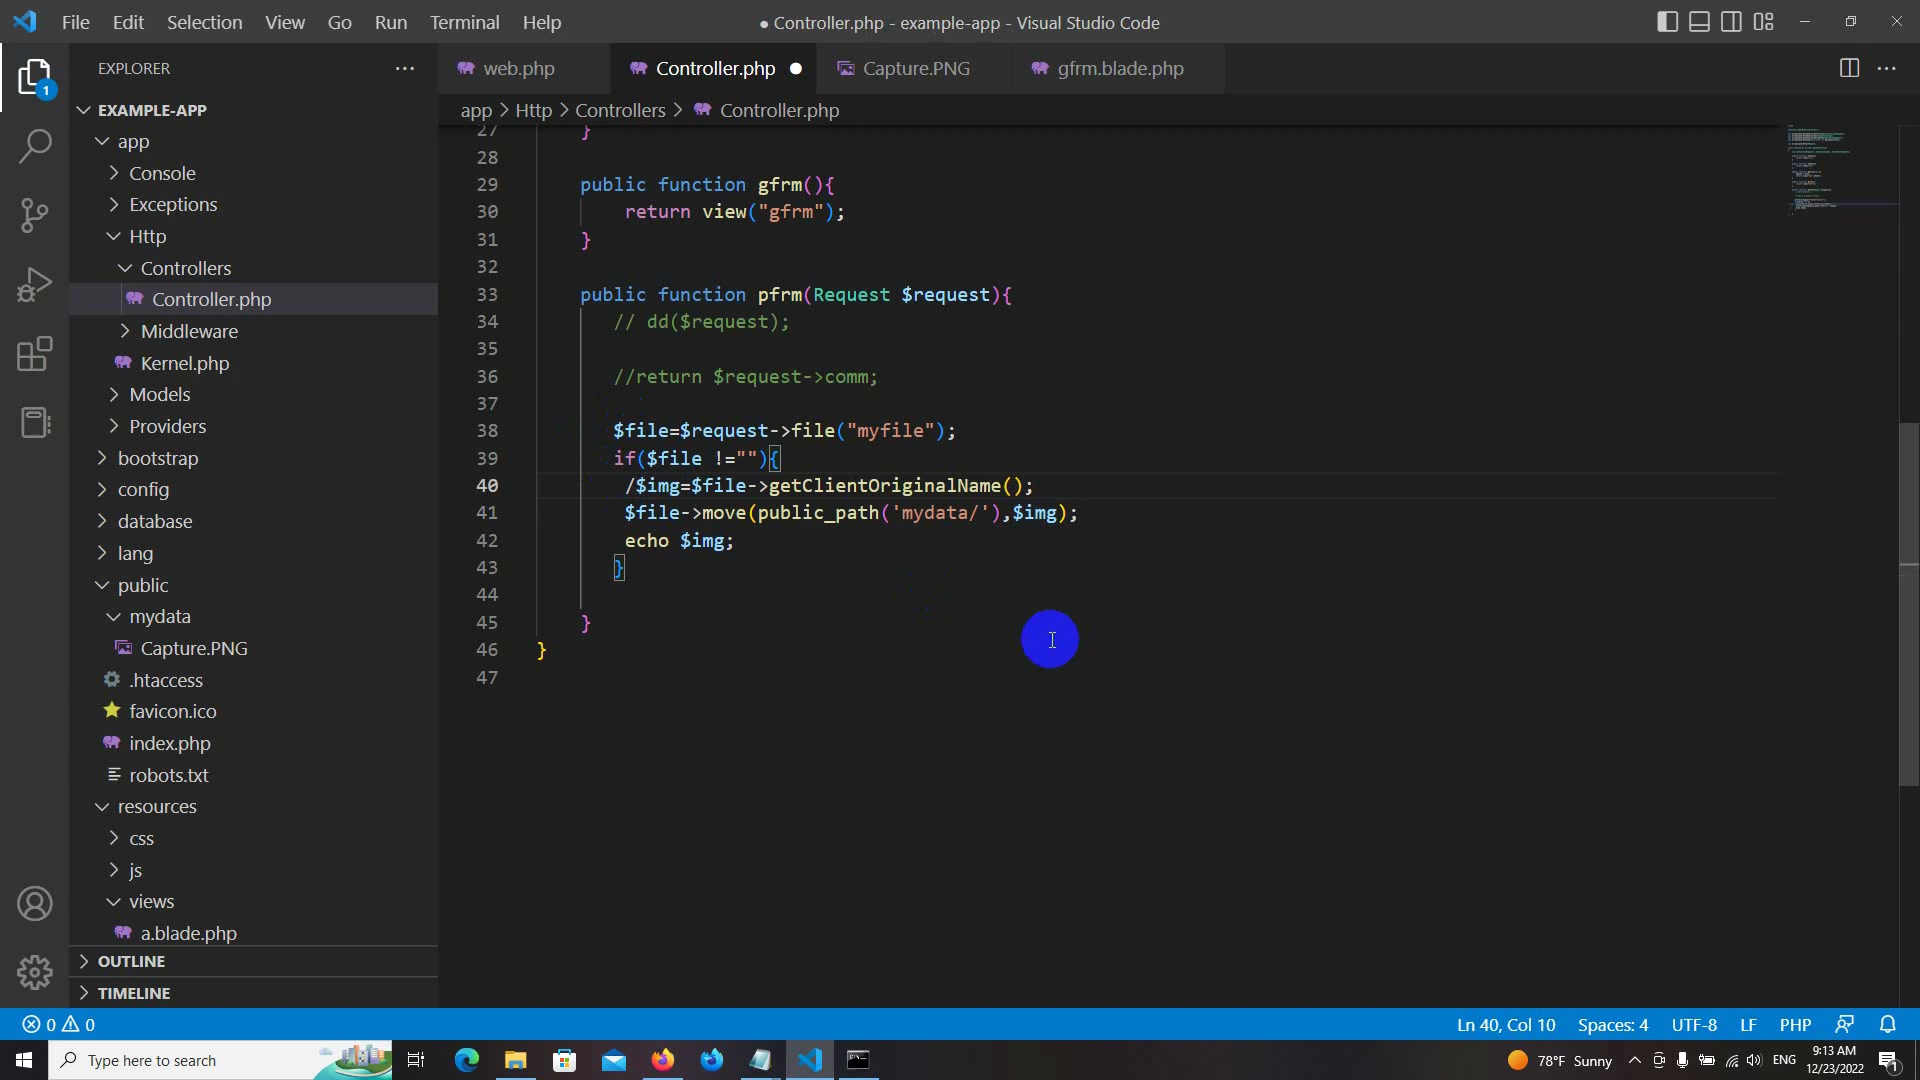 File Edit Selection View Go Run Terminal Help
● Controller.php - example-app - Visual Studio Code
EXPLORER
1
EXAMPLE-APP
app
Console
Exceptions
Http
Controllers
Controller.php
Middleware
Kernel.php
Models
Providers
bootstrap
config
database
lang
public
mydata
Capture.PNG
.htaccess
favicon.ico
index.php
robots.txt
resources
css
js
views
a.blade.php
OUTLINE
TIMELINE
web.php Controller.php ● Capture.PNG gfrm.blade.php
app > Http > Controllers > Controller.php
27 }
28
29 public function gfrm(){
30 return view("gfrm");
31 }
32
33 public function pfrm(Request $request){
34 // dd($request);
35
36 //return $request->comm;
37
38 $file=$request->file("myfile");
39 if($file !=""){
40 /$img=$file->getClientOriginalName();
41 $file->move(public_path('mydata/'),$img);
42 echo $img;
43 }
44
45 }
46 }
47
0 0
Ln 40, Col 10 Spaces: 4 UTF-8 LF PHP
Type here to search
78°F Sunny ENG 9:13 AM
12/23/2022
1